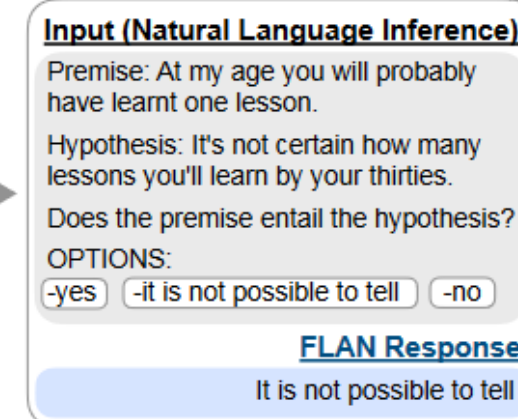 Input (Natural Language Inference)
Premise: At my age you will probably
have learnt one lesson.
Hypothesis: It's not certain how many
lessons you'll learn by your thirties.
Does the premise entail the hypothesis?
OPTIONS:
-yes -it is not possible to tell -no
FLAN Response
It is not possible to tell